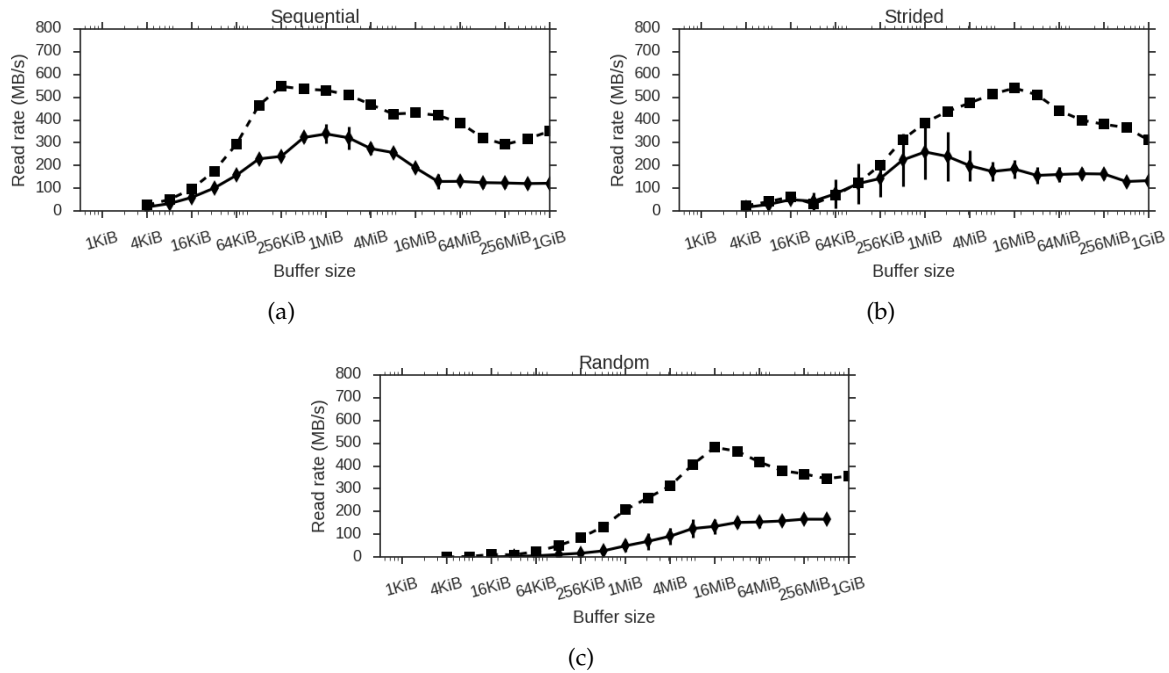 Sequential
800
700
600
500
400
300
200
100
0
Read rate (MB/s)
1KiB 4KiB 16KiB 64KiB 256KiB 1MiB 4MiB 16MiB 64MiB 256MiB 1GiB
Buffer size
(a)
Strided
800
700
600
500
400
300
200
100
0
Read rate (MB/s)
1KiB 4KiB 16KiB 64KiB 256KiB 1MiB 4MiB 16MiB 64MiB 256MiB 1GiB
Buffer size
(b)
Random
800
700
600
500
400
300
200
100
0
Read rate (MB/s)
1KiB 4KiB 16KiB 64KiB 256KiB 1MiB 4MiB 16MiB 64MiB 256MiB 1GiB
Buffer size
(c)